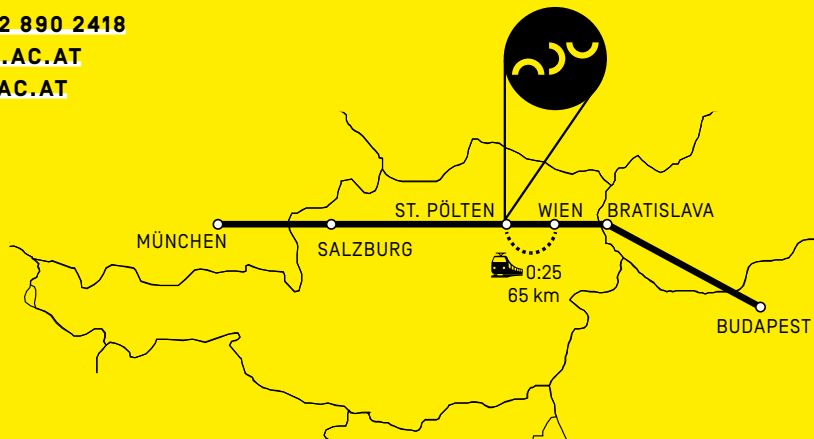 2 890 2418
.AC.AT
AC.AT
ST. PÖLTEN
WIEN
BRATISLAVA
MÜNCHEN
SALZBURG
0:25
65 km
BUDAPEST